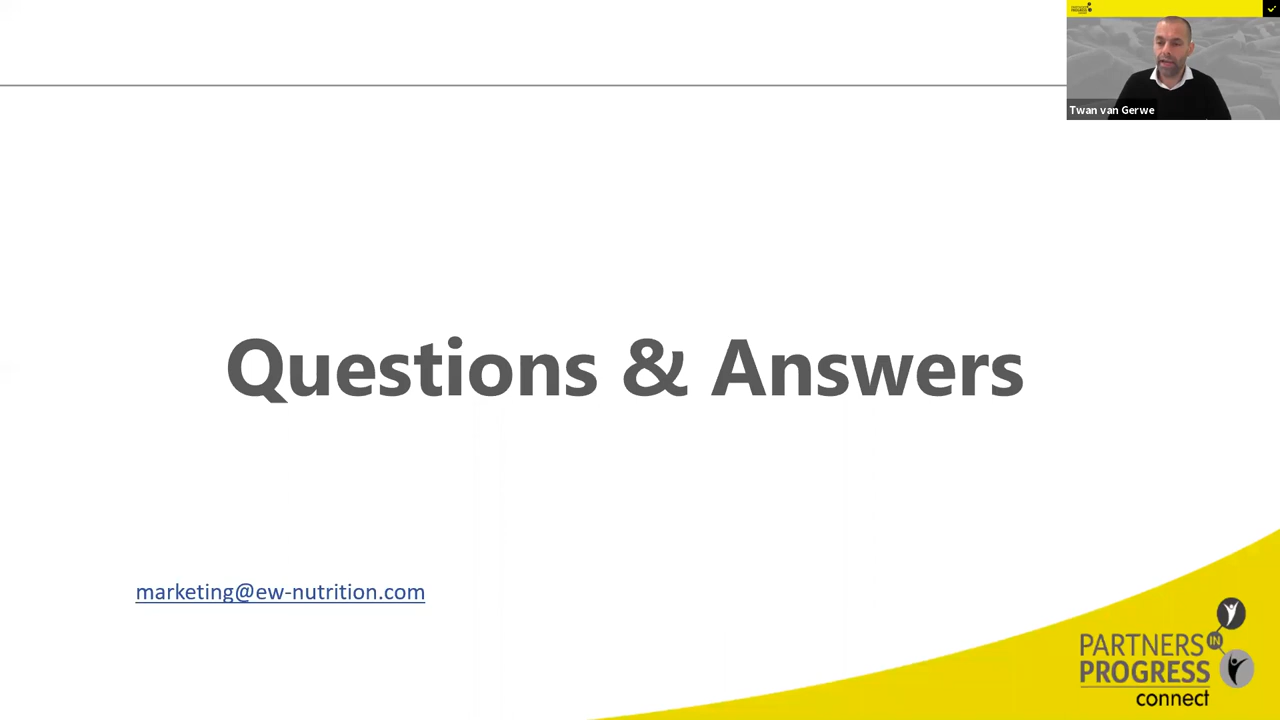 Twan van Gerwe
Questions & Answers
marketing@ew-nutrition.com
PARTNERS IN
PROGRESS
connect